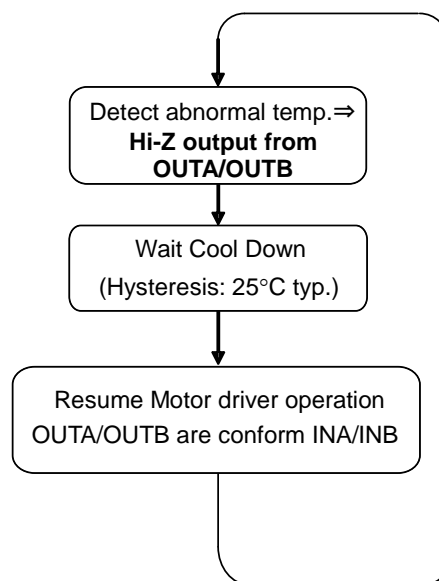 Detect abnormal temp.⇒
Hi-Z output from
OUTA/OUTB
Wait Cool Down
(Hysteresis: 25°C typ.)
Resume Motor driver operation
OUTA/OUTB are conform INA/INB